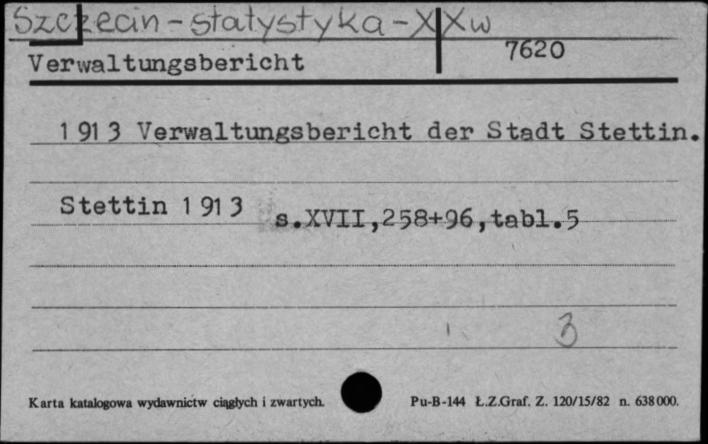 Szczecin - statystyka - XXw
Verwaltungsbericht 7620
1913 Verwaltungsbericht der Stadt Stettin.
Stettin 1913 s.XVII,258+96,tabl.5
3
Karta katalogowa wydawnictw ciągłych i zwartych. Pu-B-144 Ł.Z.Graf. Z. 120/15/82 n. 638000.